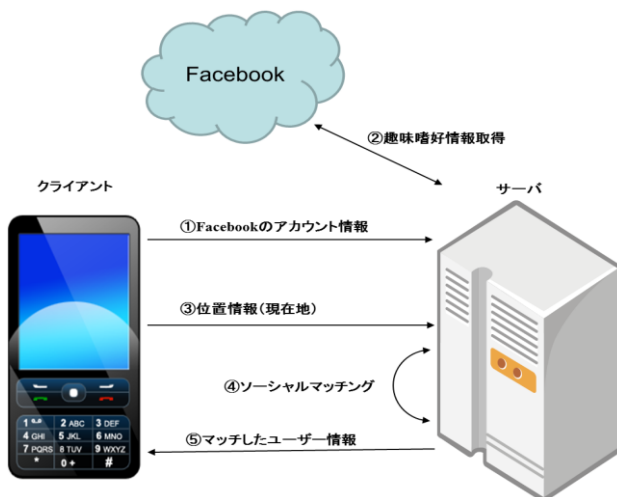 Facebook
②趣味嗜好情報取得
クライアント
サーバ
①Facebookのアカウント情報
③位置情報(現在地)
④ソーシャルマッチング
⑤マッチしたユーザー情報
1 2 ABC 3 DEF
4 GHI 5 JKL 6 MNO
7 PQRS 8 TUV 9 WXYZ
* 0 + #